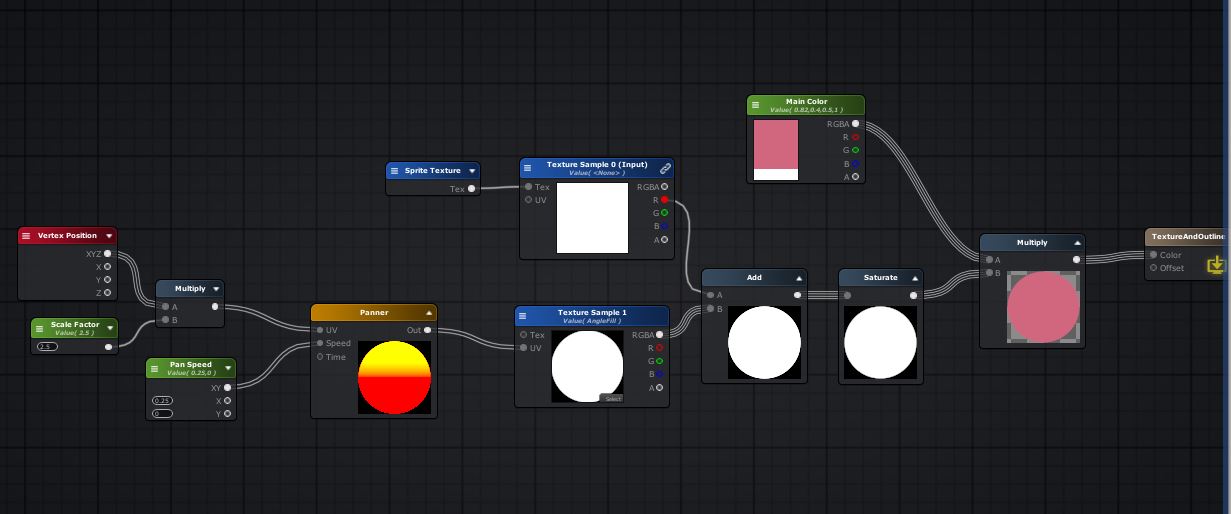 Main Color
Value( 0.82,0.4,0.5,1 )
RGBA
R
G
B
A
Sprite Texture
Tex
Texture Sample 0 (Input)
Value( <None> )
Tex
UV
RGBA
R
G
B
A
Vertex Position
XYZ
X
Y
Z
Scale Factor
Value( 2.5 )
2.5
Multiply
A
B
Pan Speed
Value( 0.25,0 )
XY
0.25
X
0
Y
Panner
UV
Out
Speed
Time
Texture Sample 1
Value( AngleFill )
Tex
UV
RGBA
R
G
B
A
Select
Add
A
B
Saturate
Multiply
A
B
TextureAndOutline
Color
Offset